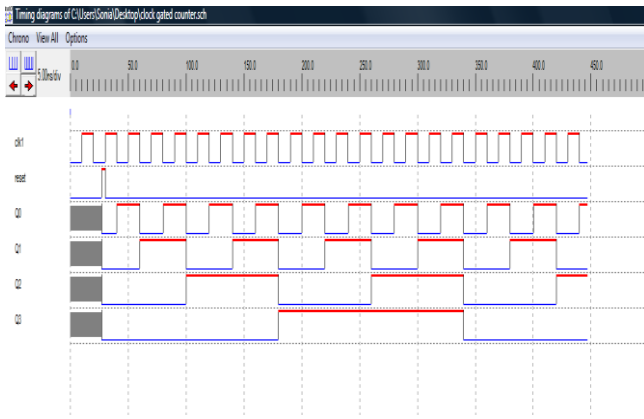 Timing diagrams of C:\Users\Sonia\Desktop\clock gated counter.sch
Chrono View All Options
5.00ns/div
0.0 50.0 100.0 150.0 200.0 250.0 300.0 350.0 400.0 450.0
clk1
reset
Q0
Q1
Q2
Q3